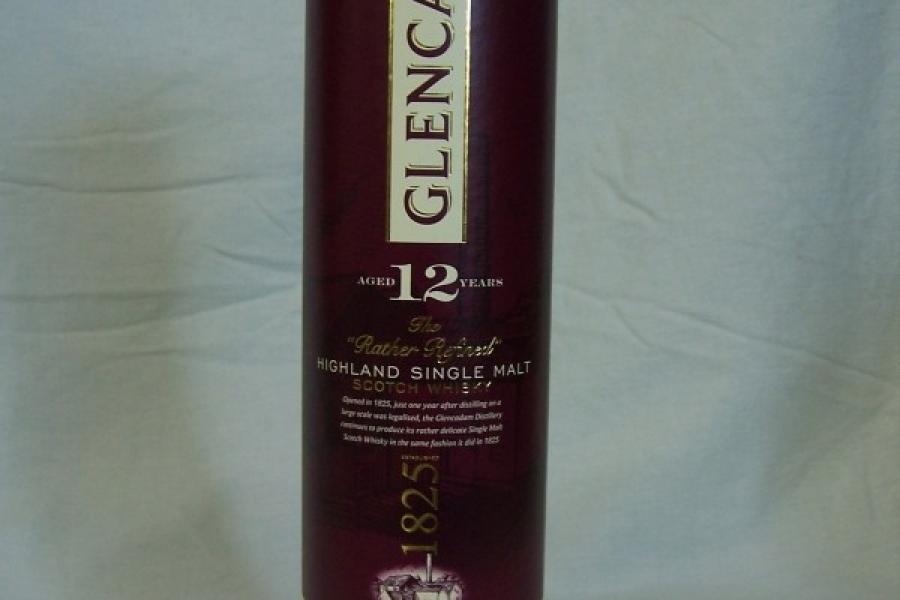 GLENCA
AGED 12 YEARS
The
"Rather Refined"
HIGHLAND SINGLE MALT
SCOTCH WHISKY
Opened in 1825, just one year after distilling on a
large scale was legalised, the Glencadam Distillery
continues to produce its rather delicate Single Malt
Scotch Whisky in the same fashion it did in 1825
ESTABLISHED
1825